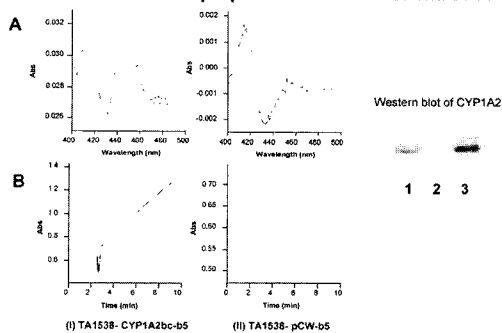 A
0.032
0.030
0.028
0.026
Abs
400 420 440 460 480 500
Wavelength (nm)
0.002
0.001
0.000
-0.001
-0.002
Abs
400 420 440 460 480 500
Wavelength (nm)
Western blot of CYP1A2
1 2 3
B
1.4
1.2
1.0
0.8
0.6
Abs
0 2 4 6 8 10
Time (min)
0.70
0.65
0.60
0.55
0.50
Abs
0 2 4 6 8 10
Time (min)
(I) TA1538- CYP1A2bc-b5
(II) TA1538- pCW-b5